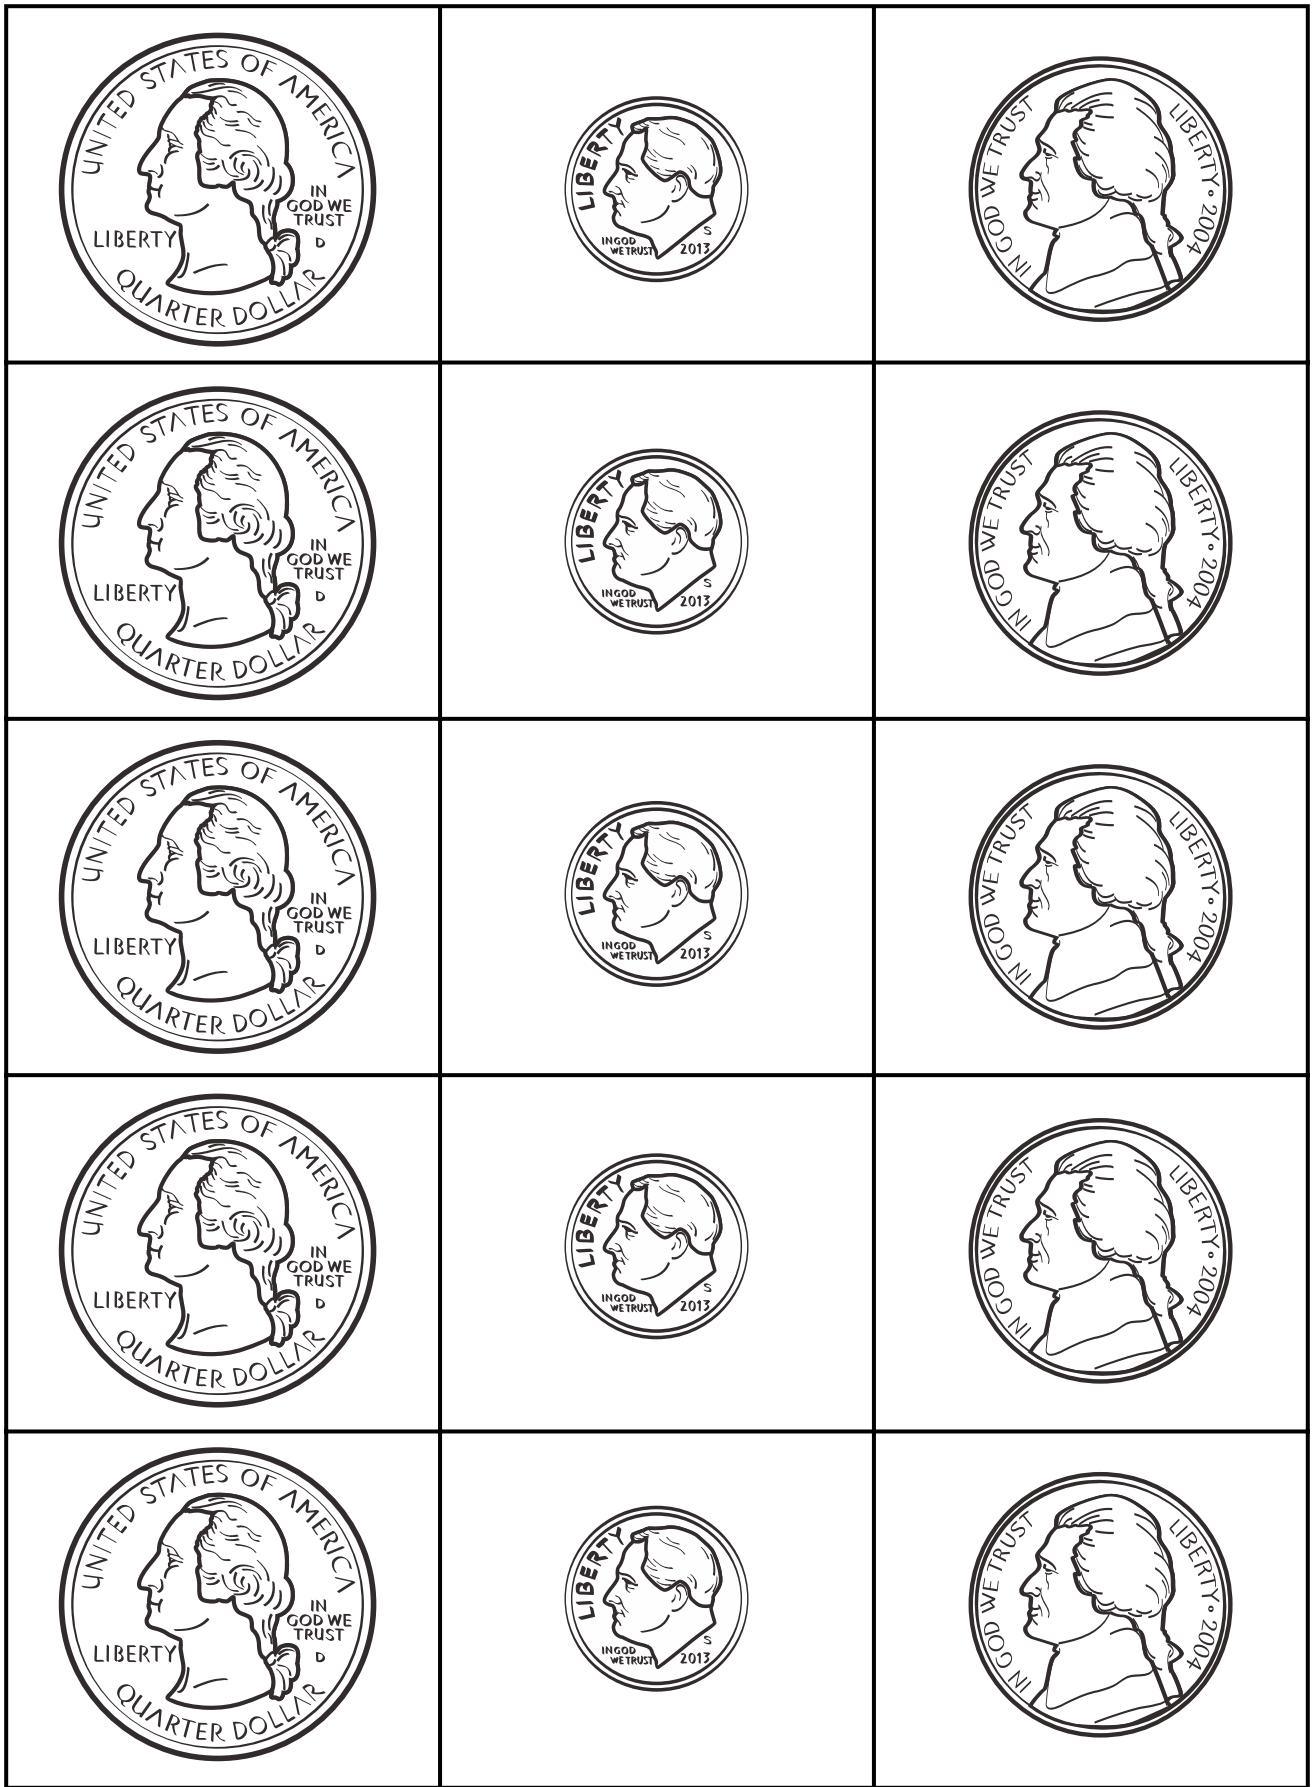 UNITED STATES OF AMERICA
IN
GOD WE
TRUST
LIBERTY
D
QUARTER DOLLAR
LIBERTY
IN GOD
WE TRUST
S
2013
IN GOD WE TRUST
LIBERTY • 2004
UNITED STATES OF AMERICA
IN
GOD WE
TRUST
LIBERTY
D
QUARTER DOLLAR
LIBERTY
IN GOD
WE TRUST
S
2013
IN GOD WE TRUST
LIBERTY • 2004
UNITED STATES OF AMERICA
IN
GOD WE
TRUST
LIBERTY
D
QUARTER DOLLAR
LIBERTY
IN GOD
WE TRUST
S
2013
IN GOD WE TRUST
LIBERTY • 2004
UNITED STATES OF AMERICA
IN
GOD WE
TRUST
LIBERTY
D
QUARTER DOLLAR
LIBERTY
IN GOD
WE TRUST
S
2013
IN GOD WE TRUST
LIBERTY • 2004
UNITED STATES OF AMERICA
IN
GOD WE
TRUST
LIBERTY
D
QUARTER DOLLAR
LIBERTY
IN GOD
WE TRUST
S
2013
IN GOD WE TRUST
LIBERTY • 2004